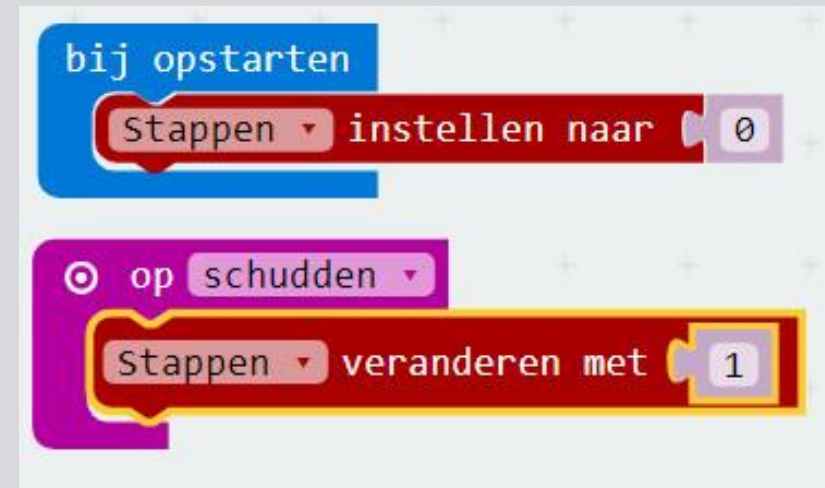 bij opstarten
Stappen instellen naar 0
op schudden
Stappen veranderen met 1